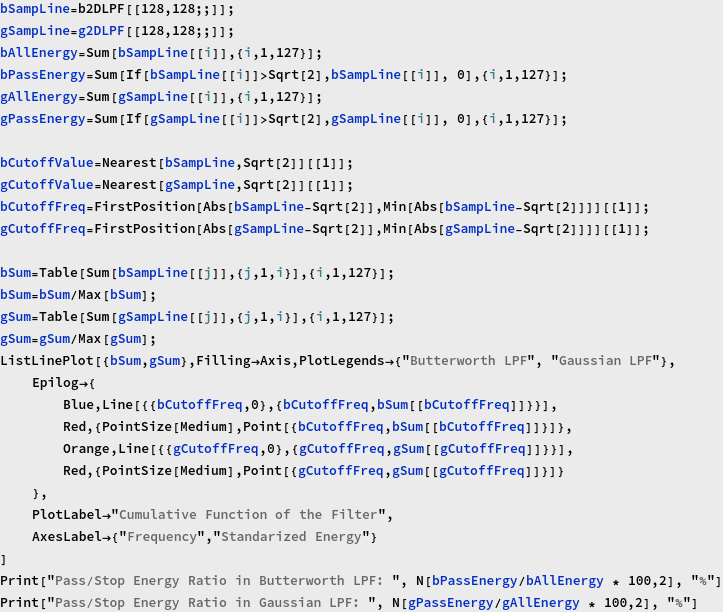 bSampLine=b2DLPF[[128,128;;]];
gSampLine=g2DLPF[[128,128;;]];
bAllEnergy=Sum[bSampLine[[i]],{i,1,127}];
bPassEnergy=Sum[If[bSampLine[[i]]>Sqrt[2],bSampLine[[i]], 0],{i,1,127}];
gAllEnergy=Sum[gSampLine[[i]],{i,1,127}];
gPassEnergy=Sum[If[gSampLine[[i]]>Sqrt[2],gSampLine[[i]], 0],{i,1,127}];
bCutoffValue=Nearest[bSampLine,Sqrt[2]][[1]];
gCutoffValue=Nearest[gSampLine,Sqrt[2]][[1]];
bCutoffFreq=FirstPosition[Abs[bSampLine-Sqrt[2]],Min[Abs[bSampLine-Sqrt[2]]]][[1]];
gCutoffFreq=FirstPosition[Abs[gSampLine-Sqrt[2]],Min[Abs[gSampLine-Sqrt[2]]]][[1]];
bSum=Table[Sum[bSampLine[[j]],{j,1,i}],{i,1,127}];
bSum=bSum/Max[bSum];
gSum=Table[Sum[gSampLine[[j]],{j,1,i}],{i,1,127}];
gSum=gSum/Max[gSum];
ListLinePlot[{bSum,gSum},Filling→Axis,PlotLegends→{"Butterworth LPF", "Gaussian LPF"},
Epilog→{
Blue,Line[{{bCutoffFreq,0},{bCutoffFreq,bSum[[bCutoffFreq]]}}],
Red,{PointSize[Medium],Point[{bCutoffFreq,bSum[[bCutoffFreq]]}]},
Orange,Line[{{gCutoffFreq,0},{gCutoffFreq,gSum[[gCutoffFreq]]}}],
Red,{PointSize[Medium],Point[{gCutoffFreq,gSum[[gCutoffFreq]]}]}
},
PlotLabel→"Cumulative Function of the Filter",
AxesLabel→{"Frequency","Standarized Energy"}
]
Print["Pass/Stop Energy Ratio in Butterworth LPF: ", N[bPassEnergy/bAllEnergy * 100,2], "%"]
Print["Pass/Stop Energy Ratio in Gaussian LPF: ", N[gPassEnergy/gAllEnergy * 100,2], "%"]